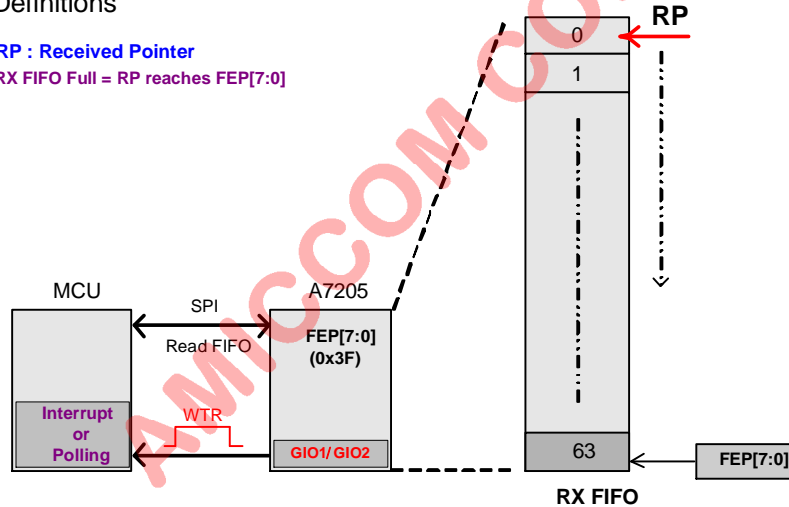 Definitions
RP : Received Pointer
RX FIFO Full = RP reaches FEP[7:0]
RP
0
1
MCU
SPI
A7205
Read FIFO
FEP[7:0]
(0x3F)
Interrupt
or
Polling
WTR
GIO1/ GIO2
63
FEP[7:0]
RX FIFO
AMICCOM CO